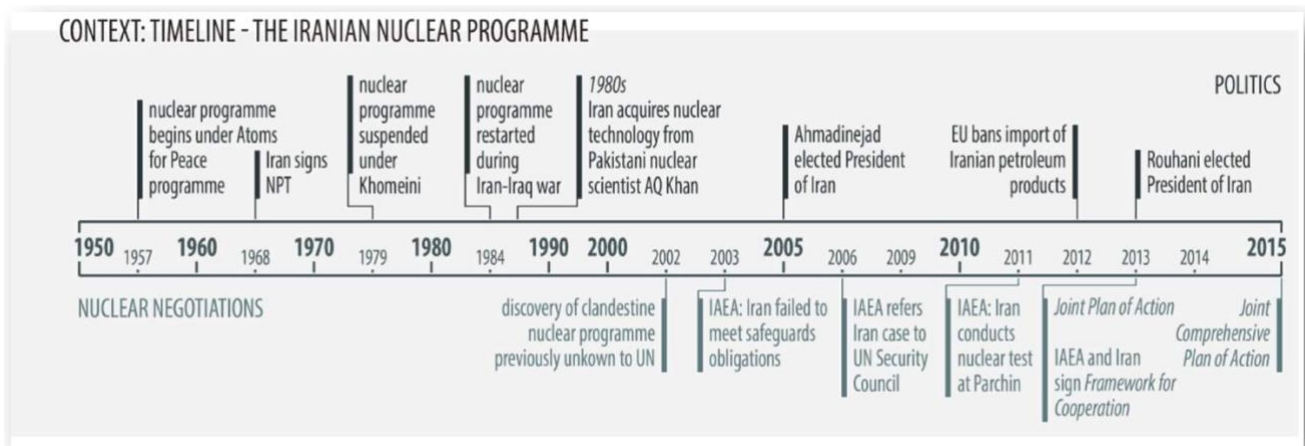 CONTEXT: TIMELINE - THE IRANIAN NUCLEAR PROGRAMME
POLITICS
nuclear programme
begins under Atoms
for Peace
programme
Iran signs
NPT
nuclear
programme
suspended
under
Khomeini
nuclear
programme
restarted
during
Iran-Iraq war
1980s
Iran acquires nuclear
technology from
Pakistani nuclear
scientist AQ Khan
Ahmadinejad
elected President
of Iran
EU bans import of
Iranian petroleum
products
Rouhani elected
President of Iran
1950 1957 1960 1968 1970 1979 1980 1984 1990 2000 2002 2003 2005 2006 2009 2010 2011 2012 2013 2014 2015
NUCLEAR NEGOTIATIONS
discovery of clandestine
nuclear programme
previously unkown to UN
IAEA: Iran failed to
meet safeguards
obligations
IAEA refers
Iran case to
UN Security
Council
IAEA: Iran
conducts
nuclear test
at Parchin
Joint Plan of Action
IAEA and Iran
sign Framework for
Cooperation
Joint
Comprehensive
Plan of Action